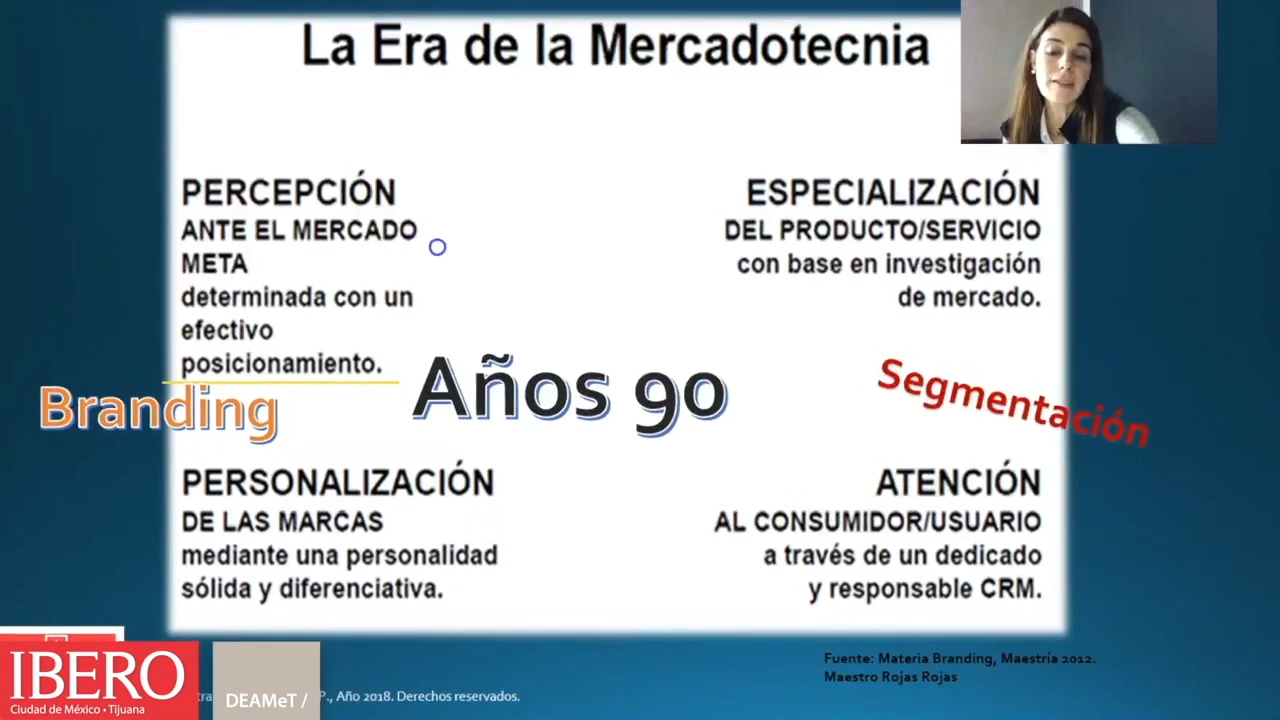 La Era de la Mercadotecnia
PERCEPCIÓN
ANTE EL MERCADO
META
determinada con un
efectivo
posicionamiento.
ESPECIALIZACIÓN
DEL PRODUCTO/SERVICIO
con base en investigación
de mercado.
Branding
Años 90
Segmentación
PERSONALIZACIÓN
DE LAS MARCAS
mediante una personalidad
sólida y diferenciativa.
ATENCIÓN
AL CONSUMIDOR/USUARIO
a través de un dedicado
y responsable CRM.
Fuente: Materia Branding, Maestría 2012.
Maestro Rojas Rojas
IBERO
Ciudad de México • Tijuana
DEAMeT /
P., Año 2018. Derechos reservados.